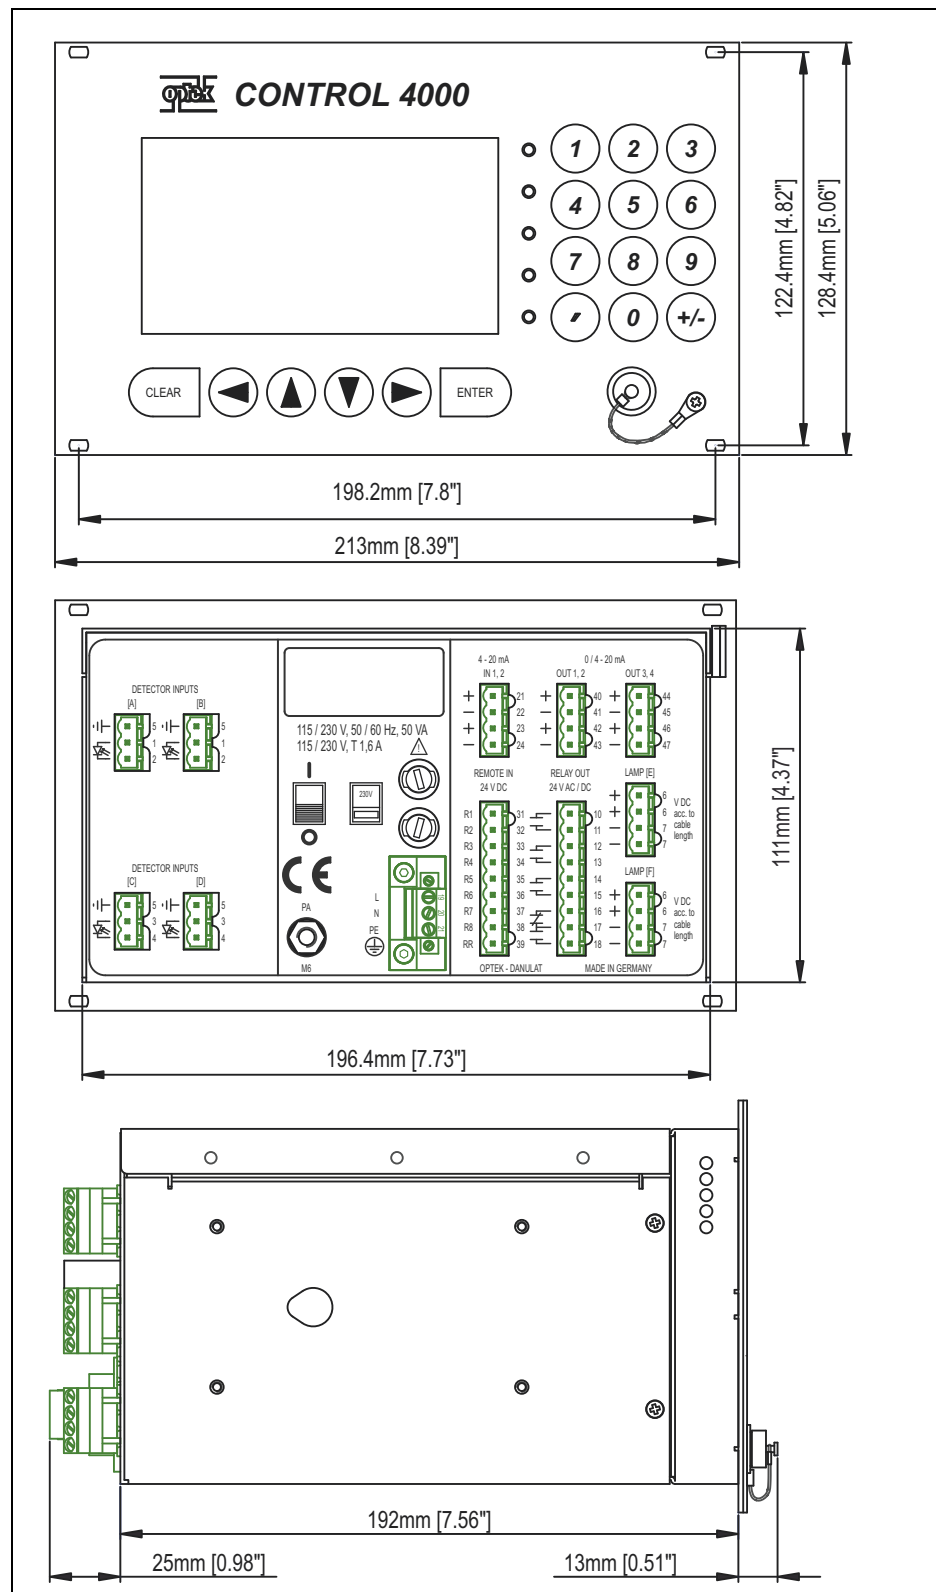 optek CONTROL 4000
1 2 3
4 5 6
7 8 9
0 +/-
CLEAR ENTER
122.4mm [4.82"]
128.4mm [5.06"]
198.2mm [7.8"]
213mm [8.39"]
DETECTOR INPUTS
[A] [B]
5 5
1 1
2 2
DETECTOR INPUTS
[C] [D]
5 5
3 3
4 4
115 / 230 V, 50 / 60 Hz, 50 VA
115 / 230 V, T 1,6 A
230V
CE
PA
M6
L
N
PE
19
20
21
4 - 20 mA
IN 1, 2
+ 21
− 22
+ 23
− 24
0 / 4 - 20 mA
OUT 1, 2 OUT 3, 4
+ 40 + 44
− 41 − 45
+ 42 + 46
− 43 − 47
REMOTE IN
24 V DC
R1
R2
R3
R4
R5
R6
R7
R8
RR
31
32
33
34
35
36
37
38
39
RELAY OUT
24 V AC / DC
10
11
12
13
14
15
16
17
18
LAMP [E]
+ 6
+ 6
− 7
− 7
V DC
acc. to
cable
length
LAMP [F]
+ 6
+ 6
− 7
− 7
V DC
acc. to
cable
length
OPTEK - DANULAT MADE IN GERMANY
111mm [4.37"]
196.4mm [7.73"]
192mm [7.56"]
25mm [0.98"] 13mm [0.51"]